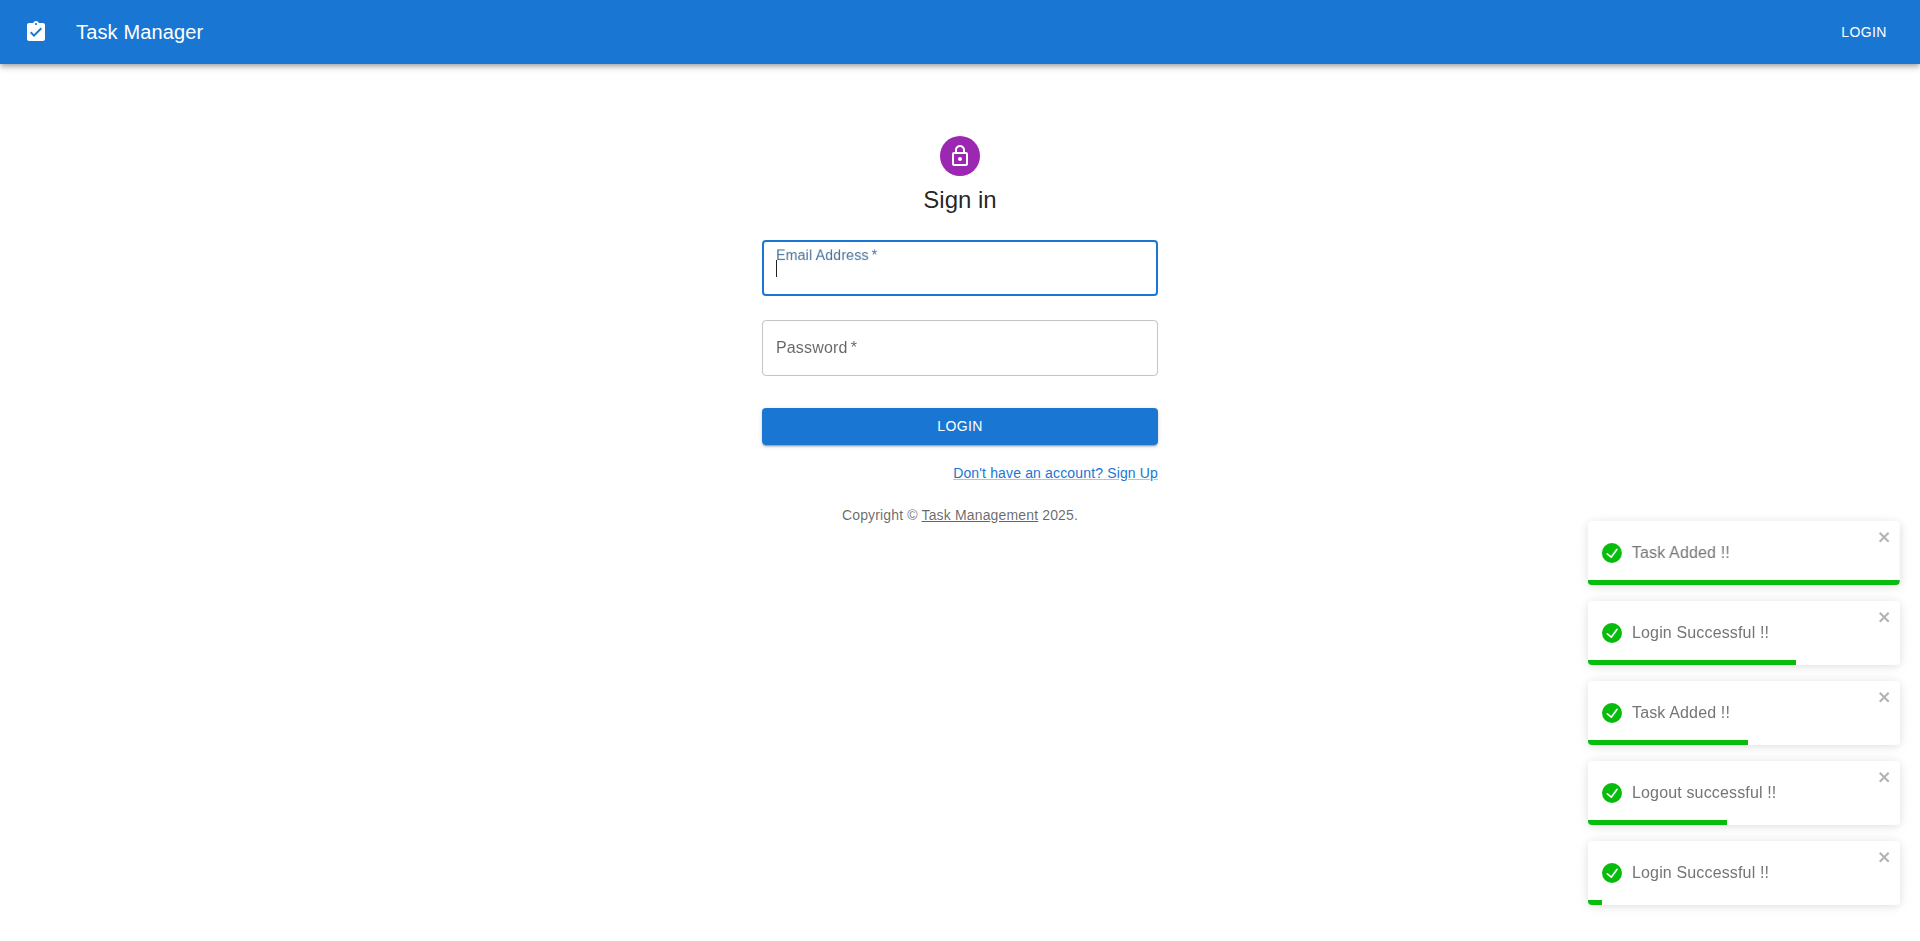 Task Manager
LOGIN
Sign in
Email Address *
Password *
LOGIN
Don't have an account? Sign Up
Copyright © Task Management 2025.
Task Added !!
Login Successful !!
Task Added !!
Logout successful !!
Login Successful !!